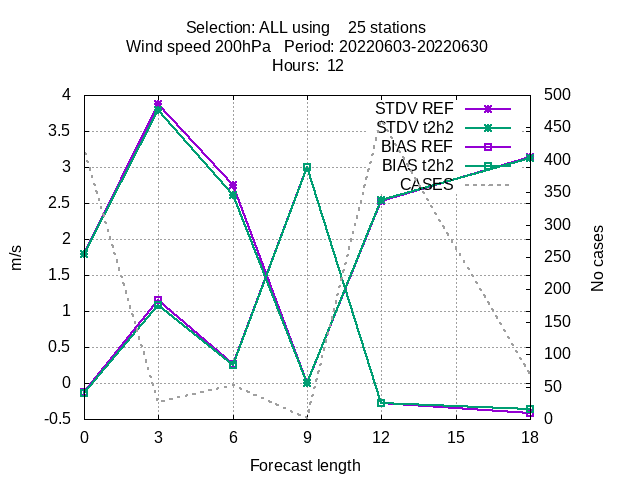 Selection: ALL using    25 stations
Wind speed 200hPa   Period: 20220603-20220630
Hours:  12
4
3.5
3
2.5
2
1.5
1
0.5
0
-0.5
500
450
400
350
300
250
200
150
100
50
0
STDV REF
STDV t2h2
BIAS REF
BIAS t2h2
CASES
m/s
No cases
0 3 6 9 12 15 18
Forecast length